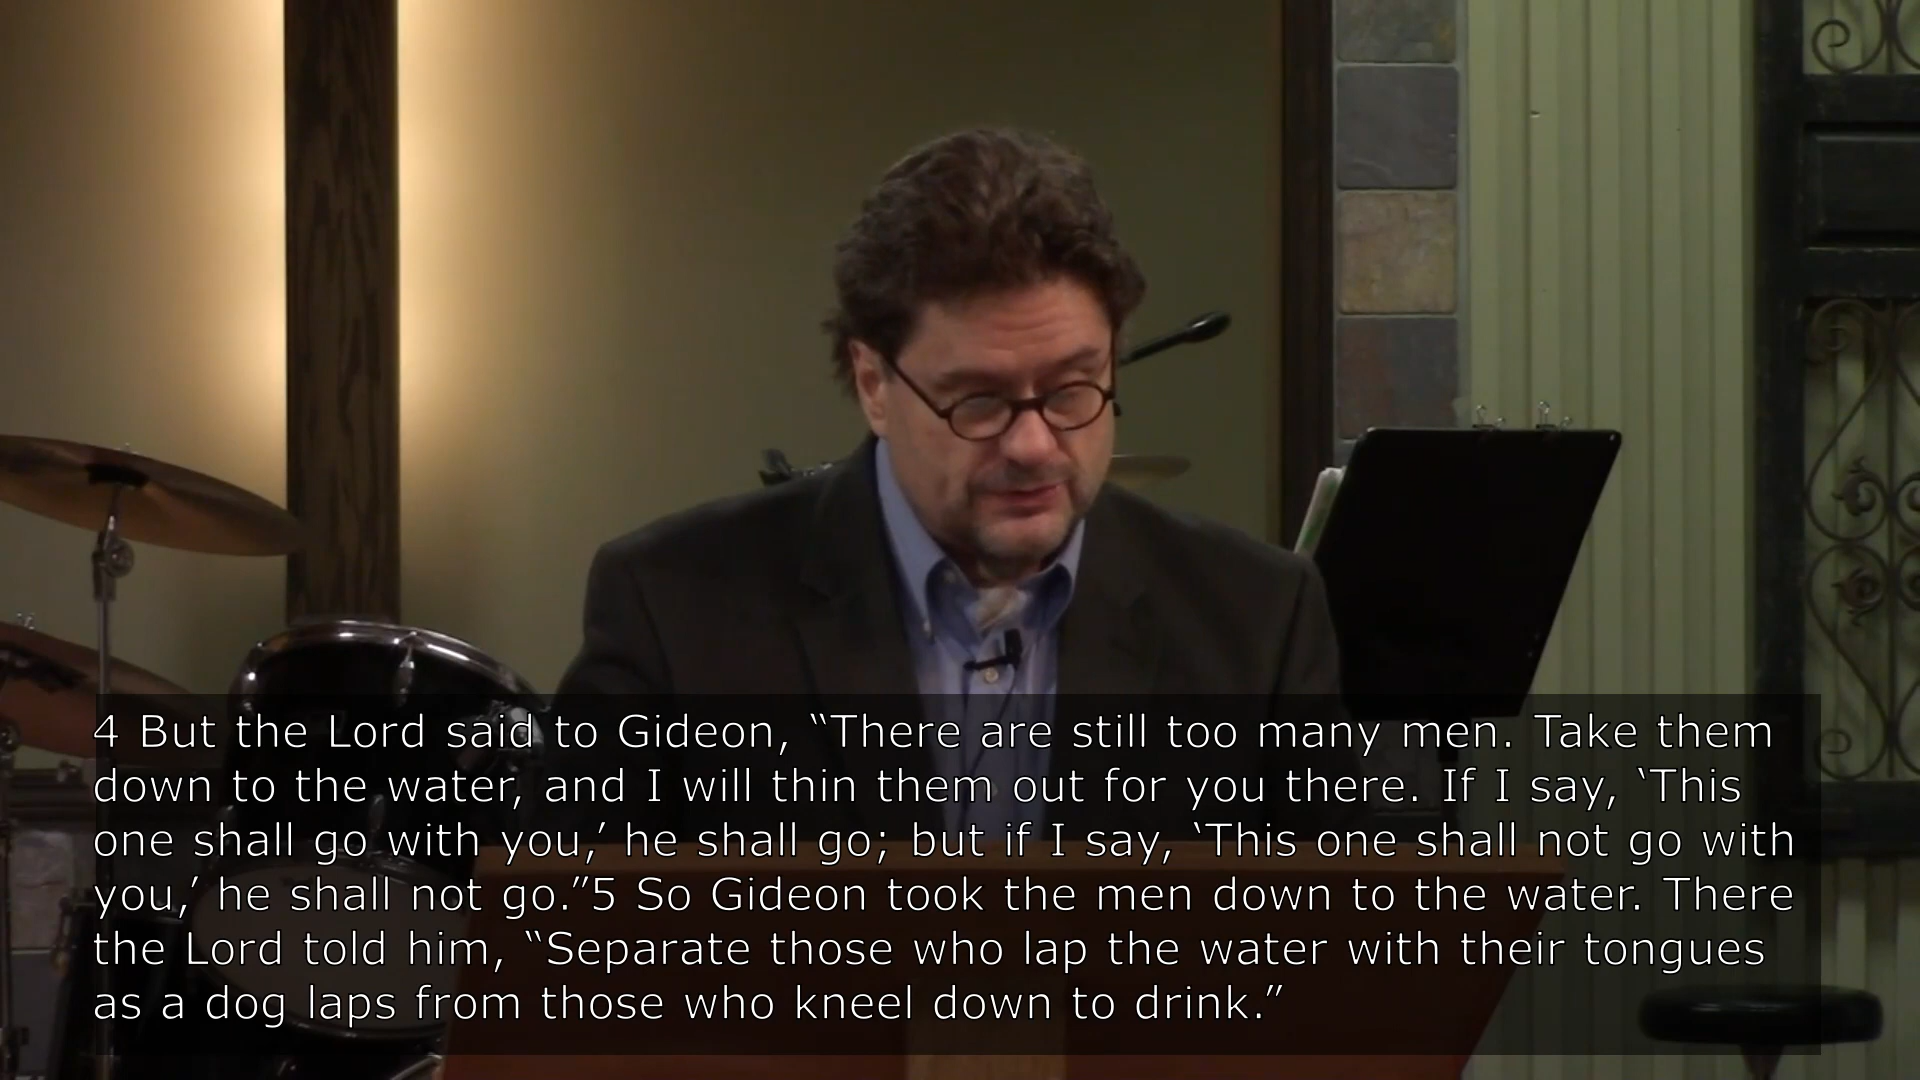 4 But the Lord said to Gideon, “There are still too many men. Take them
down to the water, and I will thin them out for you there. If I say, ‘This
one shall go with you,’ he shall go; but if I say, ‘This one shall not go with
you,’ he shall not go.”5 So Gideon took the men down to the water. There
the Lord told him, “Separate those who lap the water with their tongues
as a dog laps from those who kneel down to drink.”